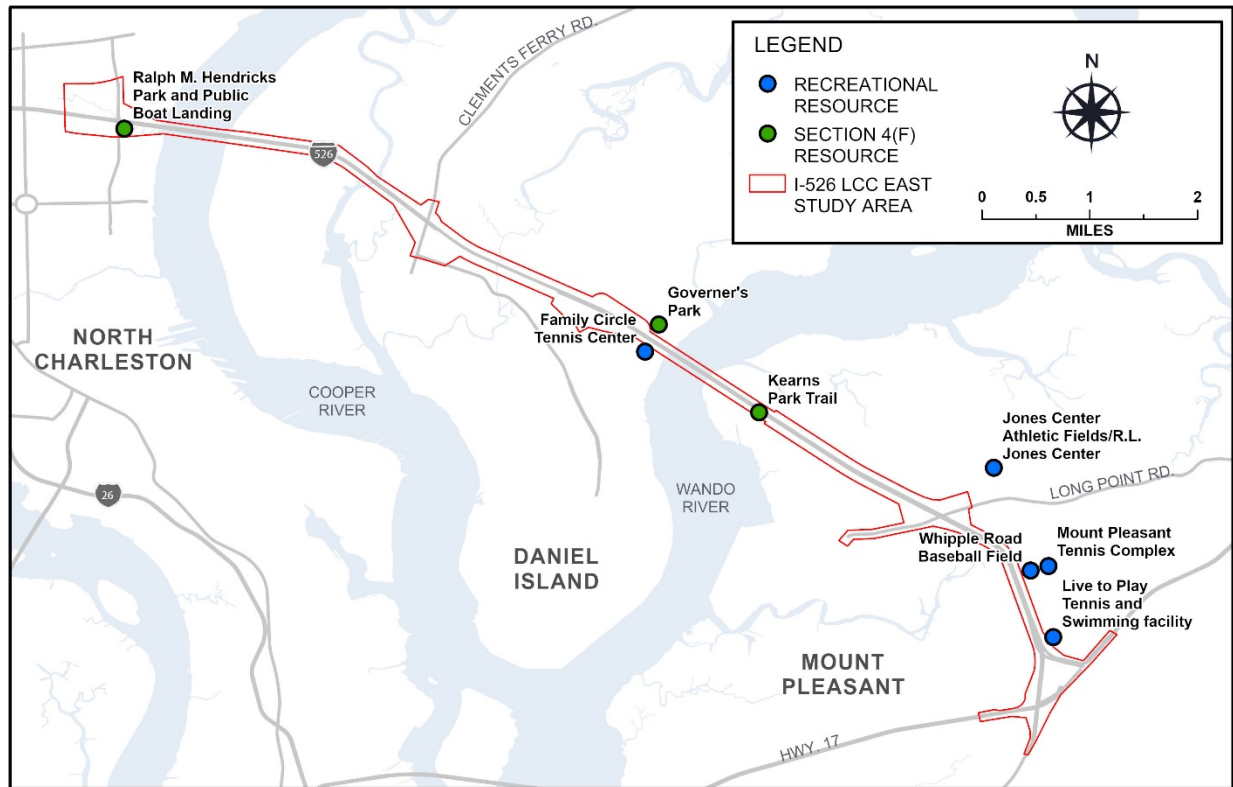 Ralph M. Hendricks
Park and Public
Boat Landing
526
CLEMENTS FERRY RD.
LEGEND
RECREATIONAL
RESOURCE
SECTION 4(F)
RESOURCE
I-526 LCC EAST
STUDY AREA
N
0 0.5 1 2
MILES
NORTH
CHARLESTON
COOPER
RIVER
Governer's
Park
Family Circle
Tennis Center
Kearns
Park Trail
Jones Center
Athletic Fields/R.L.
Jones Center
LONG POINT RD.
26
WANDO
RIVER
DANIEL
ISLAND
Whipple Road
Baseball Field
Mount Pleasant
Tennis Complex
Live to Play
Tennis and
Swimming facility
MOUNT
PLEASANT
HWY. 17